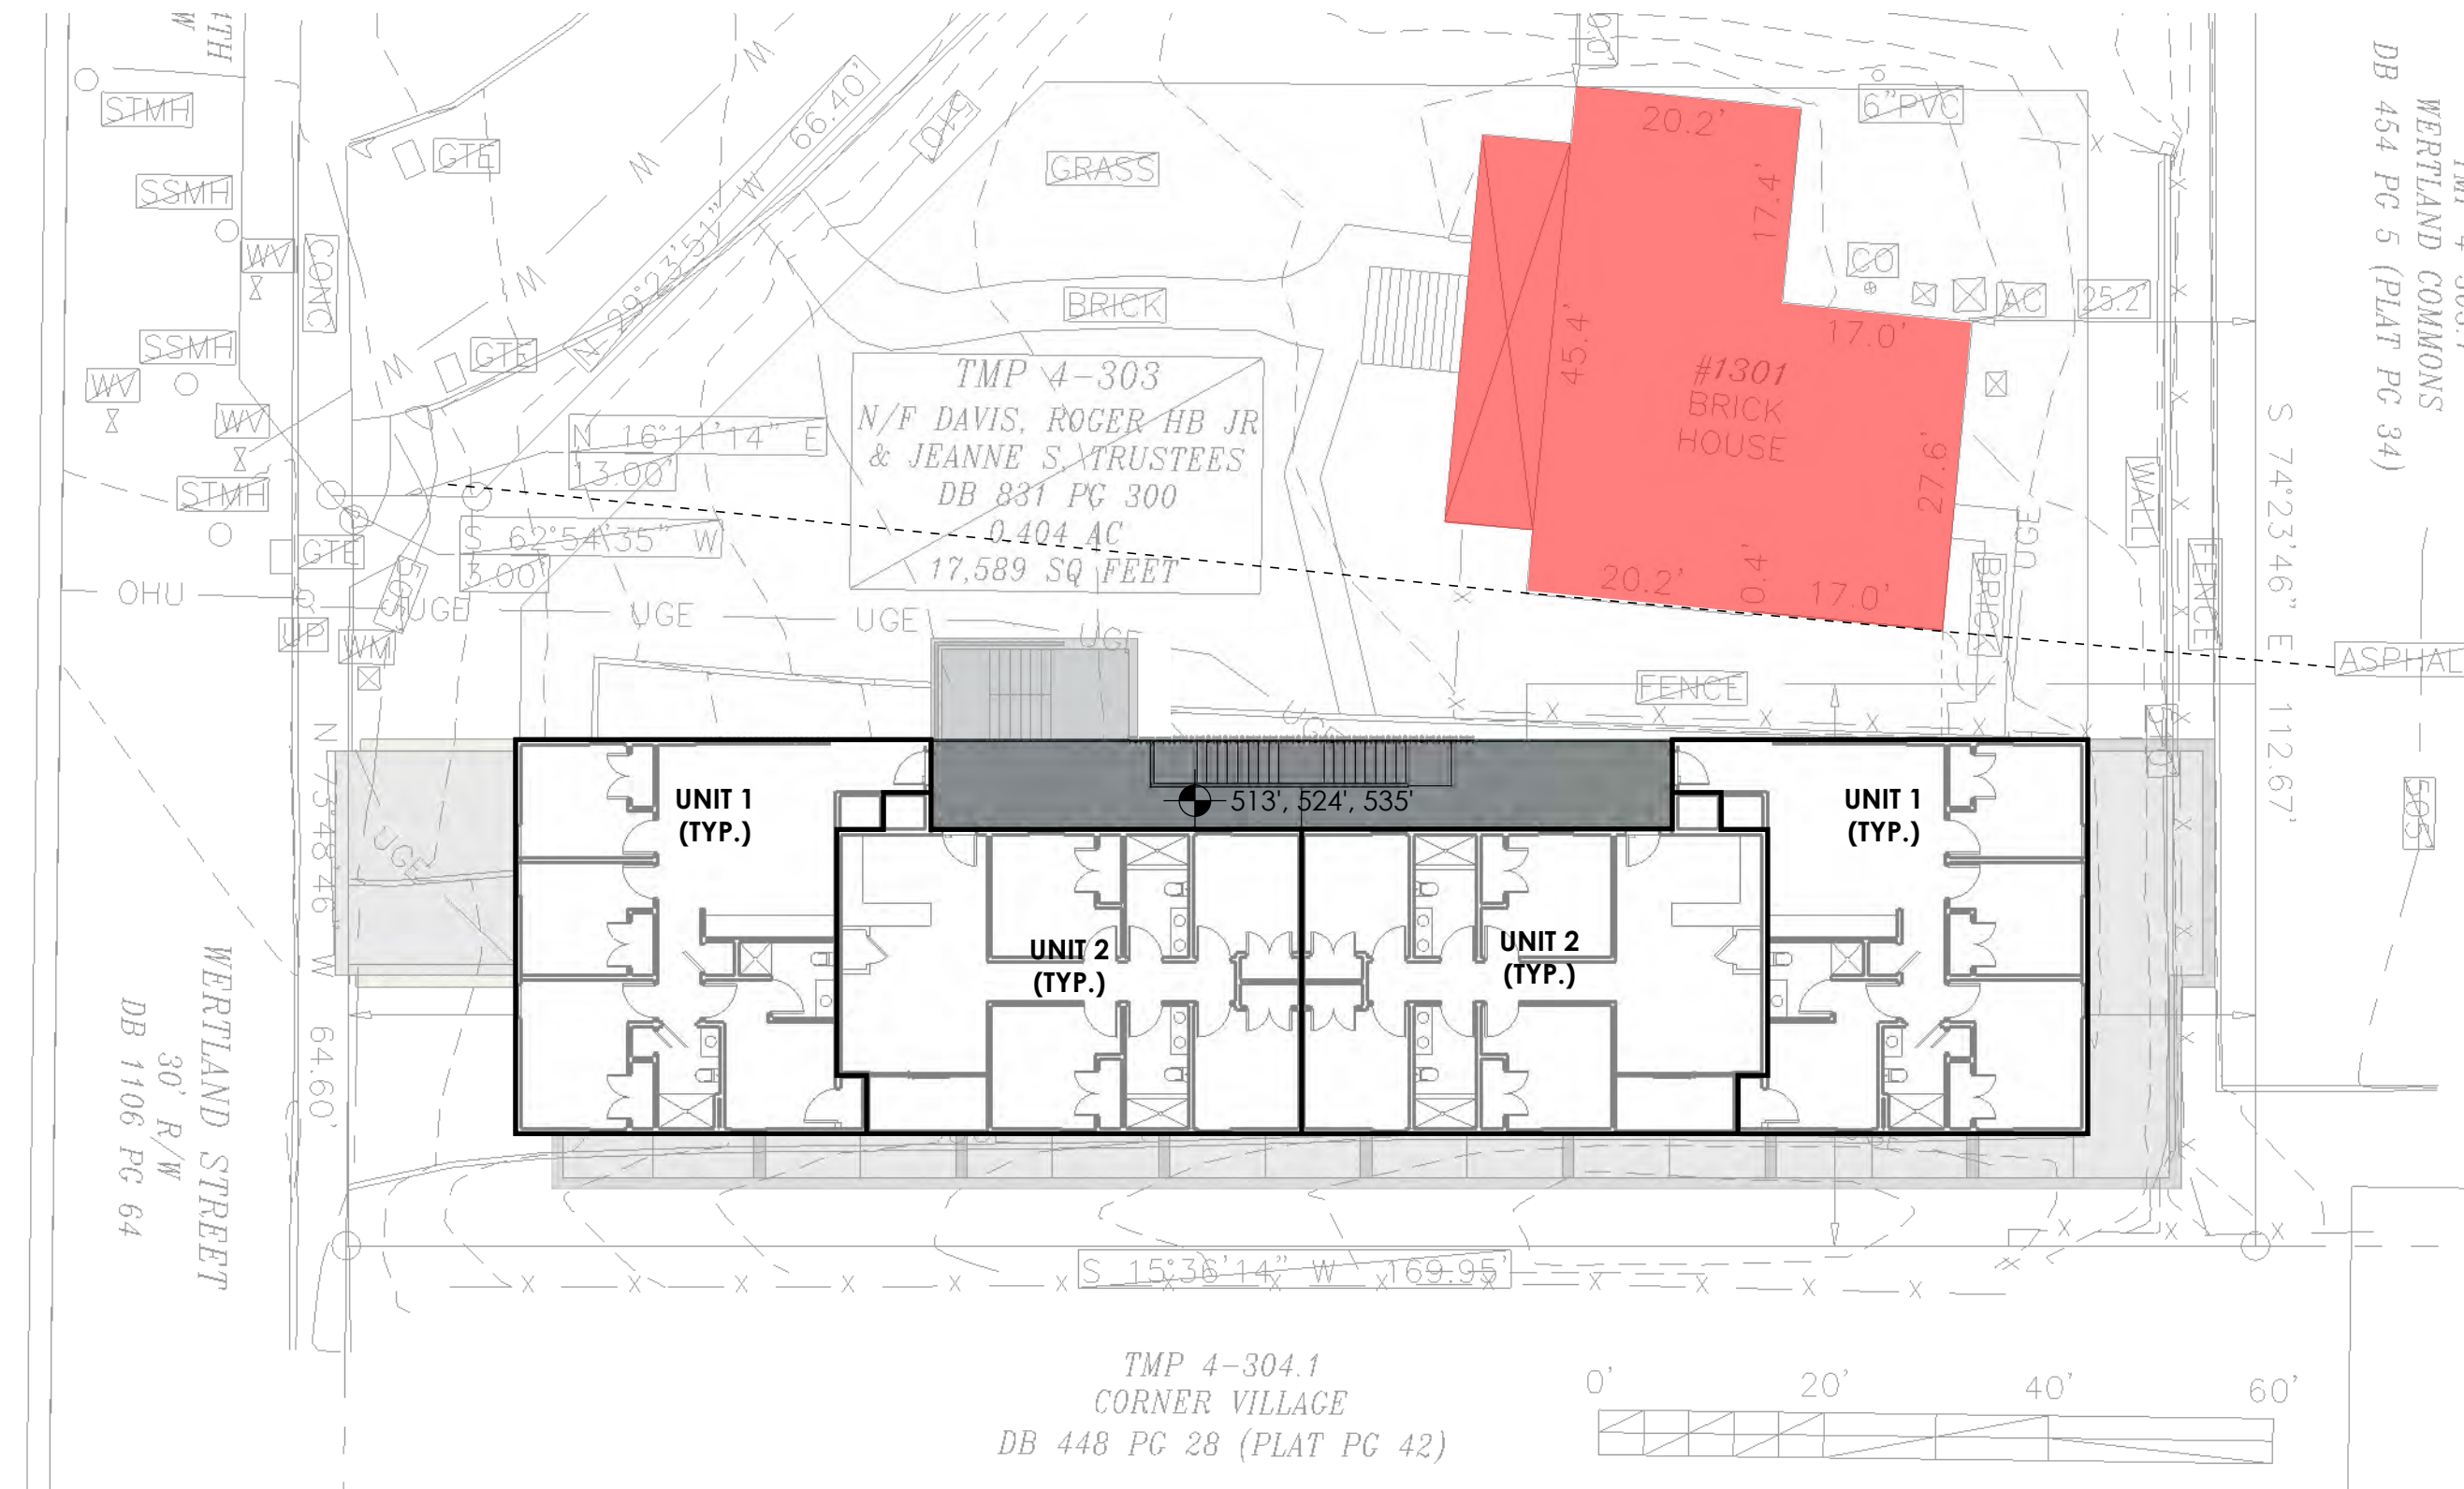 4TH
W
STMH
GTE
SSMH
WV
CONC
SSMH
GTE
WV
WV
STMH
GTE
OHU
UP
WM
505
UGE
UGE
UGE
UGE
W
W
W
W
W
N 29°23'51" W 66.40'
510
GRASS
BRICK
N 16°11'14" E
13.00'
S 62°54'35" W
3.00'
TMP 4-303
N/F DAVIS, ROGER HB JR
& JEANNE S, TRUSTEES
DB 831 PG 300
0.404 AC
17,589 SQ FEET
20.2'
17.4'
45.4'
17.0'
#1301
BRICK
HOUSE
27.6'
20.2'
0.4'
17.0'
6"PVC
CO
AC
25.2'
WALL
FENCE
UGE
BRICK
FENCE
WERTLAND COMMONS
DB 454 PG 5 (PLAT PG 34)
S 74°23'46" E 112.67'
505
UNIT 1
(TYP.)
513', 524', 535'
UNIT 1
(TYP.)
UNIT 2
(TYP.)
UNIT 2
(TYP.)
UGE
N 73°48'46" W 64.60'
WERTLAND STREET
30' R/W
DB 1106 PG 64
S 15°36'14" W 169.95'
TMP 4-304.1
CORNER VILLAGE
DB 448 PG 28 (PLAT PG 42)
0' 20' 40' 60'